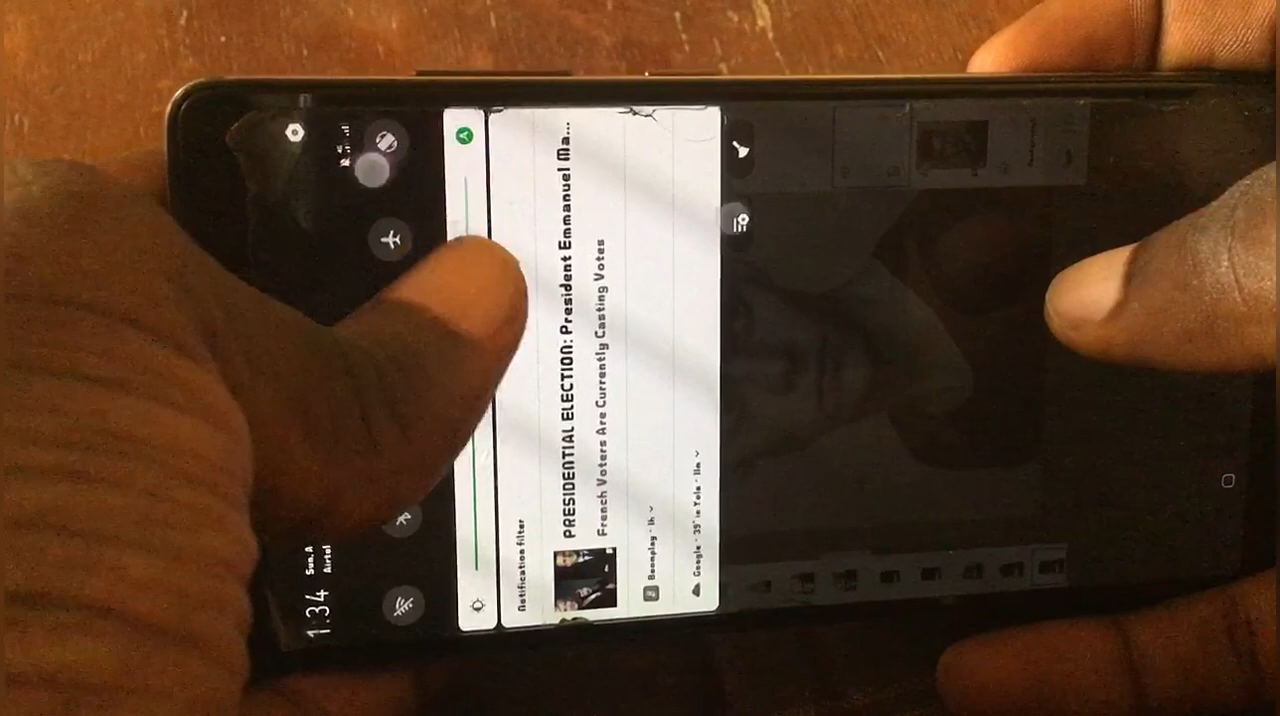 1:34
Sun, A
Airtel
Notification filter
PRESIDENTIAL ELECTION: President Emmanuel Ma...
French Voters Are Currently Casting Votes
Boomplay • 1h
Google • 39° in Yola • 11m